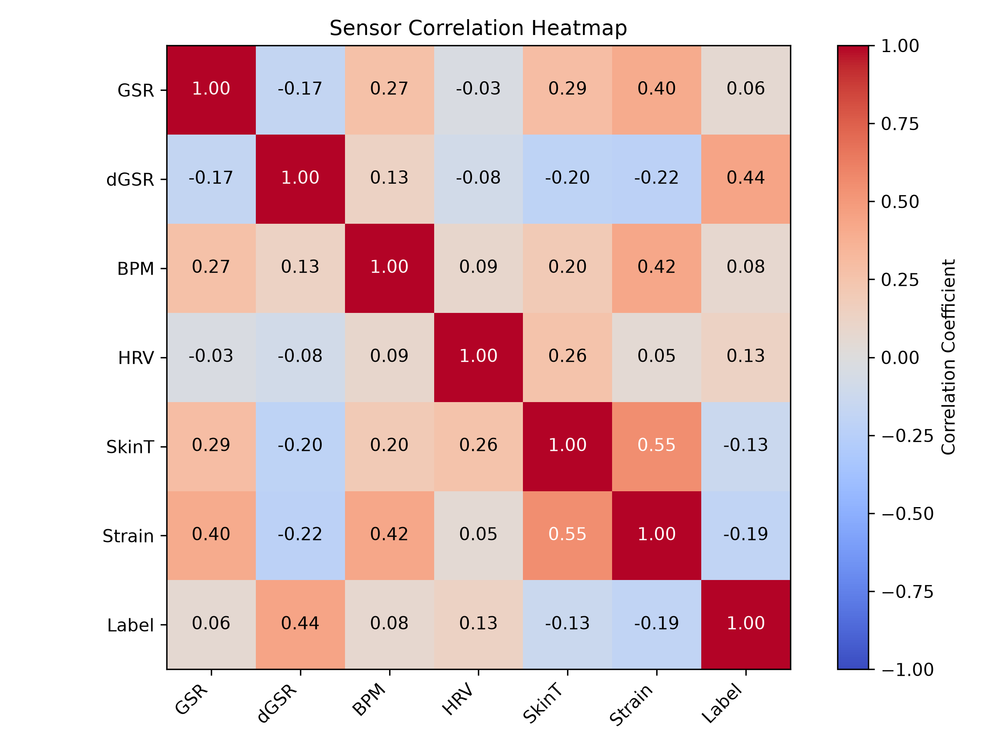 Sensor Correlation Heatmap
GSR 1.00 -0.17 0.27 -0.03 0.29 0.40 0.06
dGSR -0.17 1.00 0.13 -0.08 -0.20 -0.22 0.44
BPM 0.27 0.13 1.00 0.09 0.20 0.42 0.08
HRV -0.03 -0.08 0.09 1.00 0.26 0.05 0.13
SkinT 0.29 -0.20 0.20 0.26 1.00 0.55 -0.13
Strain 0.40 -0.22 0.42 0.05 0.55 1.00 -0.19
Label 0.06 0.44 0.08 0.13 -0.13 -0.19 1.00
GSR dGSR BPM HRV SkinT Strain Label
1.00
0.75
0.50
0.25
0.00
−0.25
−0.50
−0.75
−1.00
Correlation Coefficient